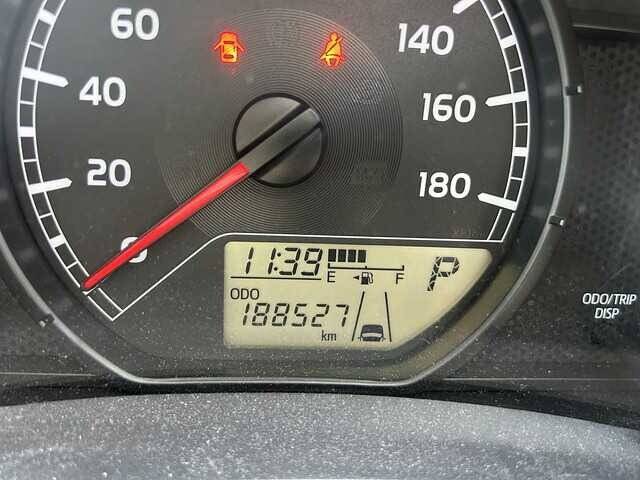 60
40
20
0
140
160
180
11:39
E
F
P
ODO
188527
km
ODO/TRIP
DISP